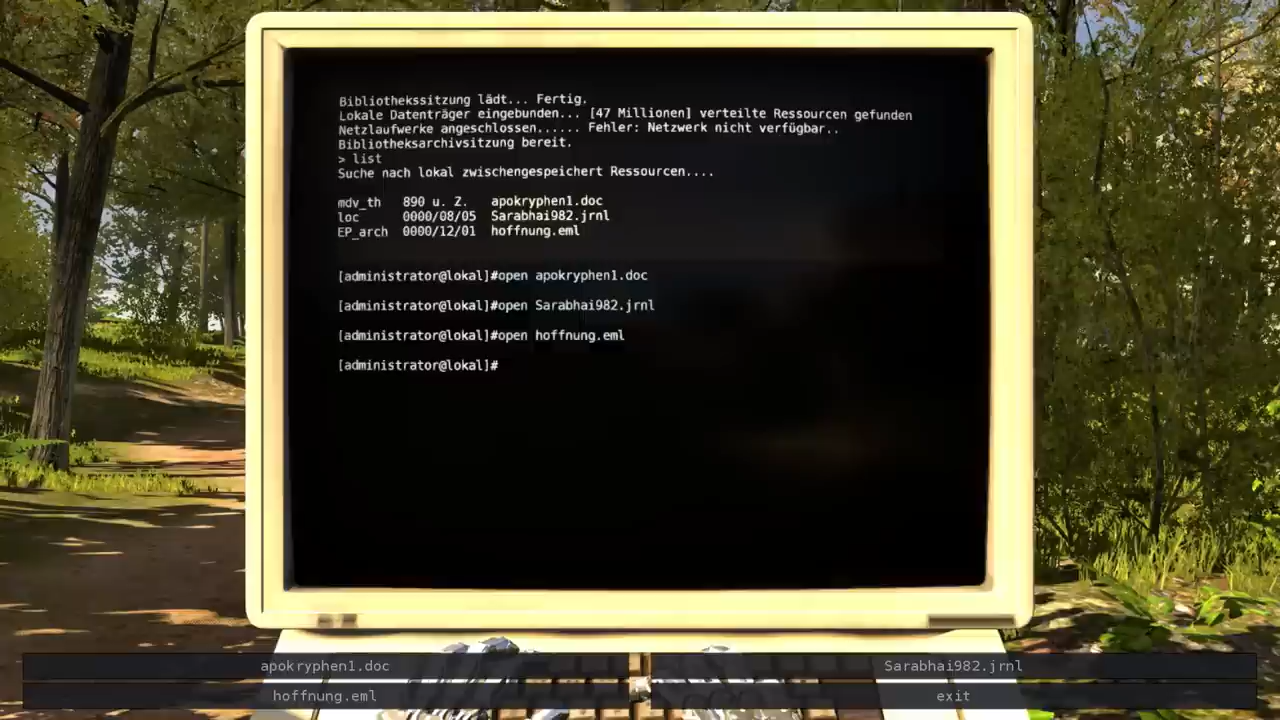 Bibliothekssitzung lädt... Fertig.
Lokale Datenträger eingebunden... [47 Millionen] verteilte Ressourcen gefunden
Netzlaufwerke angeschlossen...... Fehler: Netzwerk nicht verfügbar..
Bibliotheksarchivsitzung bereit.
> list
Suche nach lokal zwischengespeichert Ressourcen....
mdv_th 890 u. Z. apokryphen1.doc
loc 0000/08/05 Sarabhai982.jrnl
EP_arch 0000/12/01 hoffnung.eml
[administrator@lokal]#open apokryphen1.doc
[administrator@lokal]#open Sarabhai982.jrnl
[administrator@lokal]#open hoffnung.eml
[administrator@lokal]#
apokryphen1.doc Sarabhai982.jrnl
hoffnung.eml exit